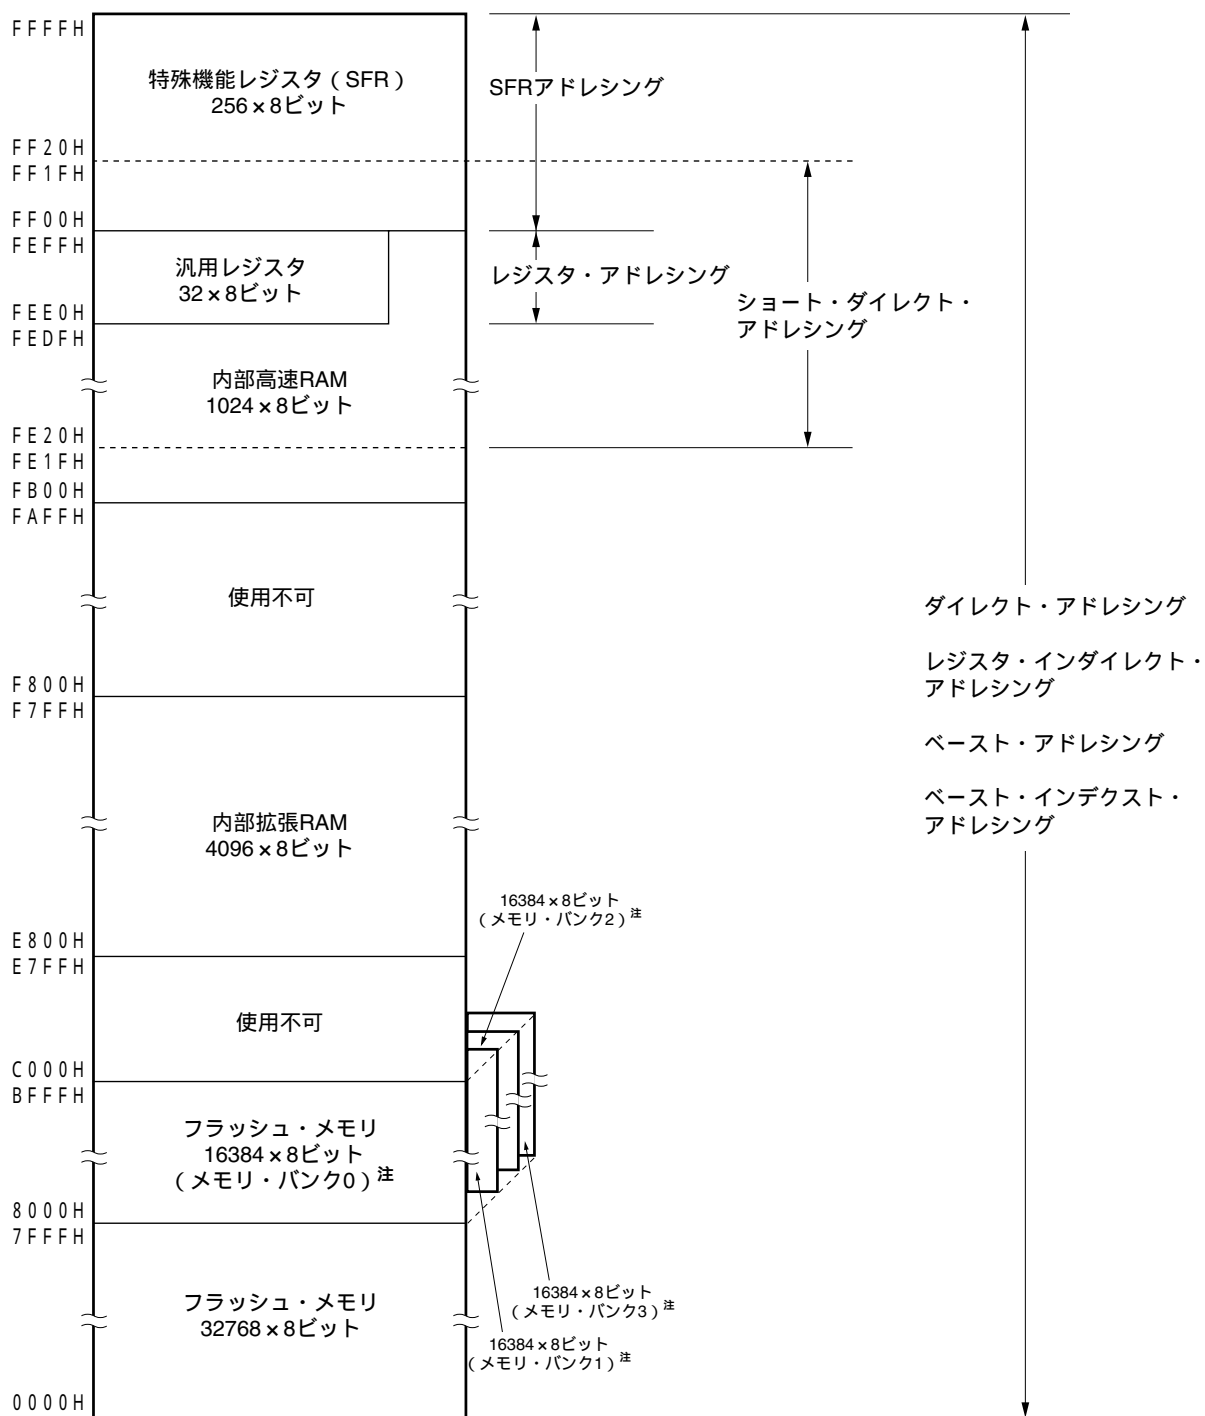 FFFFH
特殊機能レジスタ（SFR）
256×8ビット
SFRアドレシング
FF20H
FF1FH
FF00H
FEFFH
汎用レジスタ
32×8ビット
レジスタ・アドレシング
ショート・ダイレクト・
アドレシング
FEE0H
FEDFH
内部高速RAM
1024×8ビット
FE20H
FE1FH
FB00H
FAFFH
使用不可
ダイレクト・アドレシング
レジスタ・インダイレクト・
アドレシング
ベースト・アドレシング
ベースト・インデクスト・
アドレシング
F800H
F7FFH
内部拡張RAM
4096×8ビット
16384×8ビット
（メモリ・バンク2）注
E800H
E7FFH
使用不可
C000H
BFFFH
フラッシュ・メモリ
16384×8ビット
（メモリ・バンク0）注
8000H
7FFFH
16384×8ビット
（メモリ・バンク3）注
フラッシュ・メモリ
32768×8ビット
16384×8ビット
（メモリ・バンク1）注
0000H